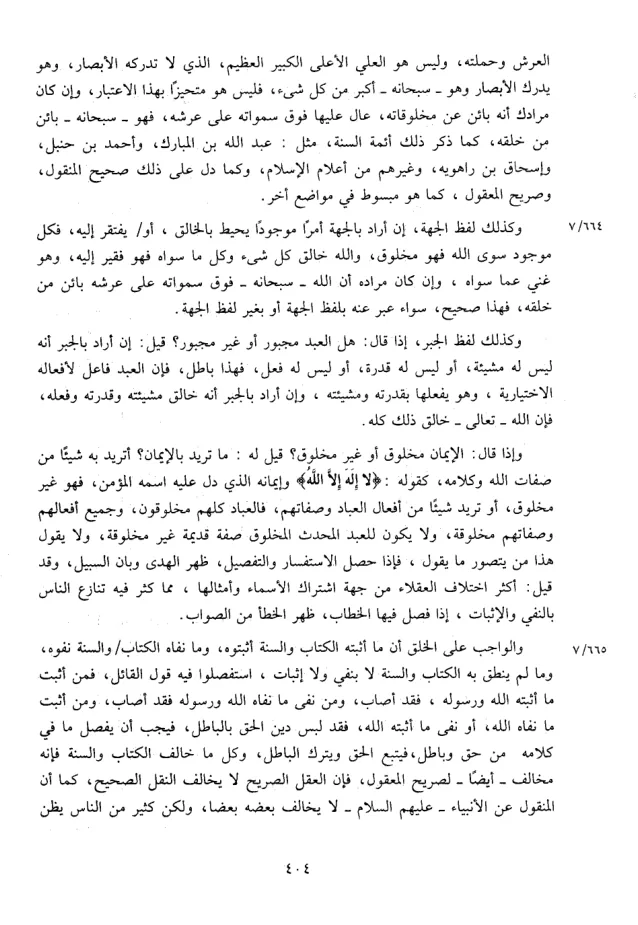 العرش وحملته، وليس هو العلي الأعلى الكبير العظيم، الذي لا تدركه الأبصار، وهو
يدرك الأبصار وهو ـ سبحانه ـ أكبر من كل شىء، فليس هو متحيزًا بهذا الاعتبار، وإن كان
مرادك أنه بائن عن مخلوقاته، عال عليها فوق سمواته على عرشه، فهو ـ سبحانه ـ بائن
من خلقه، كما ذكر ذلك أئمة السنة، مثل : عبد الله بن المبارك، وأحمد بن حنبل،
وإسحاق بن راهويه، وغيرهم من أعلام الإسلام، وكما دل على ذلك صحيح المنقول،
وصريح المعقول ، كما هو مبسوط في مواضع أخر.
٧/٦٦٤ وكذلك لفظ الجهة، إن أراد بالجهة أمرًا موجودًا يحيط بالخالق ، أو/ يفتقر إليه، فكل
موجود سوى الله فهو مخلوق، والله خالق كل شىء وكل ما سواه فهو فقير إليه، وهو
غني عما سواه ، وإن كان مراده أن الله ـ سبحانه ـ فوق سمواته على عرشه بائن من
خلقه، فهذا صحيح، سواء عبر عنه بلفظ الجهة أو بغير لفظ الجهة.
وكذلك لفظ الجبر، إذا قال: هل العبد مجبور أو غير مجبور؟ قيل: إن أراد بالجبر أنه
ليس له مشيئة، أو ليس له قدرة، أو ليس له فعل، فهذا باطل، فإن العبد فاعل لأفعاله
الاختيارية ، وهو يفعلها بقدرته ومشيئته ، وإن أراد بالجبر أنه خالق مشيئته وقدرته وفعله،
فإن الله ـ تعالى ـ خالق ذلك كله.
وإذا قال: الإيمان مخلوق أو غير مخلوق؟ قيل له : ما تريد بالإيمان؟ أتريد به شيئًا من
صفات الله وكلامه، كقوله : ﴿لا إِلَهَ إِلاَّ اللَّهُ﴾ وإيمانه الذي دل عليه اسمه المؤمن، فهو غير
مخلوق، أو تريد شيئًا من أفعال العباد وصفاتهم، فالعباد كلهم مخلوقون، وجميع أفعالهم
وصفاتهم مخلوقة، ولا يكون للعبد المحدث المخلوق صفة قديمة غير مخلوقة، ولا يقول
هذا من يتصور ما يقول ، فإذا حصل الاستفسار والتفصيل، ظهر الهدى وبان السبيل، وقد
قيل: أكثر اختلاف العقلاء من جهة اشتراك الأسماء وأمثالها ، مما كثر فيه تنازع الناس
بالنفي والإثبات ، إذا فصل فيها الخطاب، ظهر الخطأ من الصواب.
٧/٦٦٥ والواجب على الخلق أن ما أثبته الكتاب والسنة أثبتوه، وما نفاه الكتاب/ والسنة نفوه،
وما لم ينطق به الكتاب والسنة لا بنفي ولا إثبات ، استفصلوا فيه قول القائل، فمن أثبت
ما أثبته الله ورسوله ، فقد أصاب، ومن نفى ما نفاه الله ورسوله فقد أصاب، ومن أثبت
ما نفاه الله، أو نفى ما أثبته الله، فقد لبس دين الحق بالباطل، فيجب أن يفصل ما في
كلامه من حق وباطل،فيتبع الحق ويترك الباطل، وكل ما خالف الكتاب والسنة فإنه
مخالف ـ أيضًا ـ لصريح المعقول، فإن العقل الصريح لا يخالف النقل الصحيح، كما أن
المنقول عن الأنبياء ـ عليهم السلام ـ لا يخالف بعضه بعضا، ولكن كثير من الناس يظن
٤٠٤